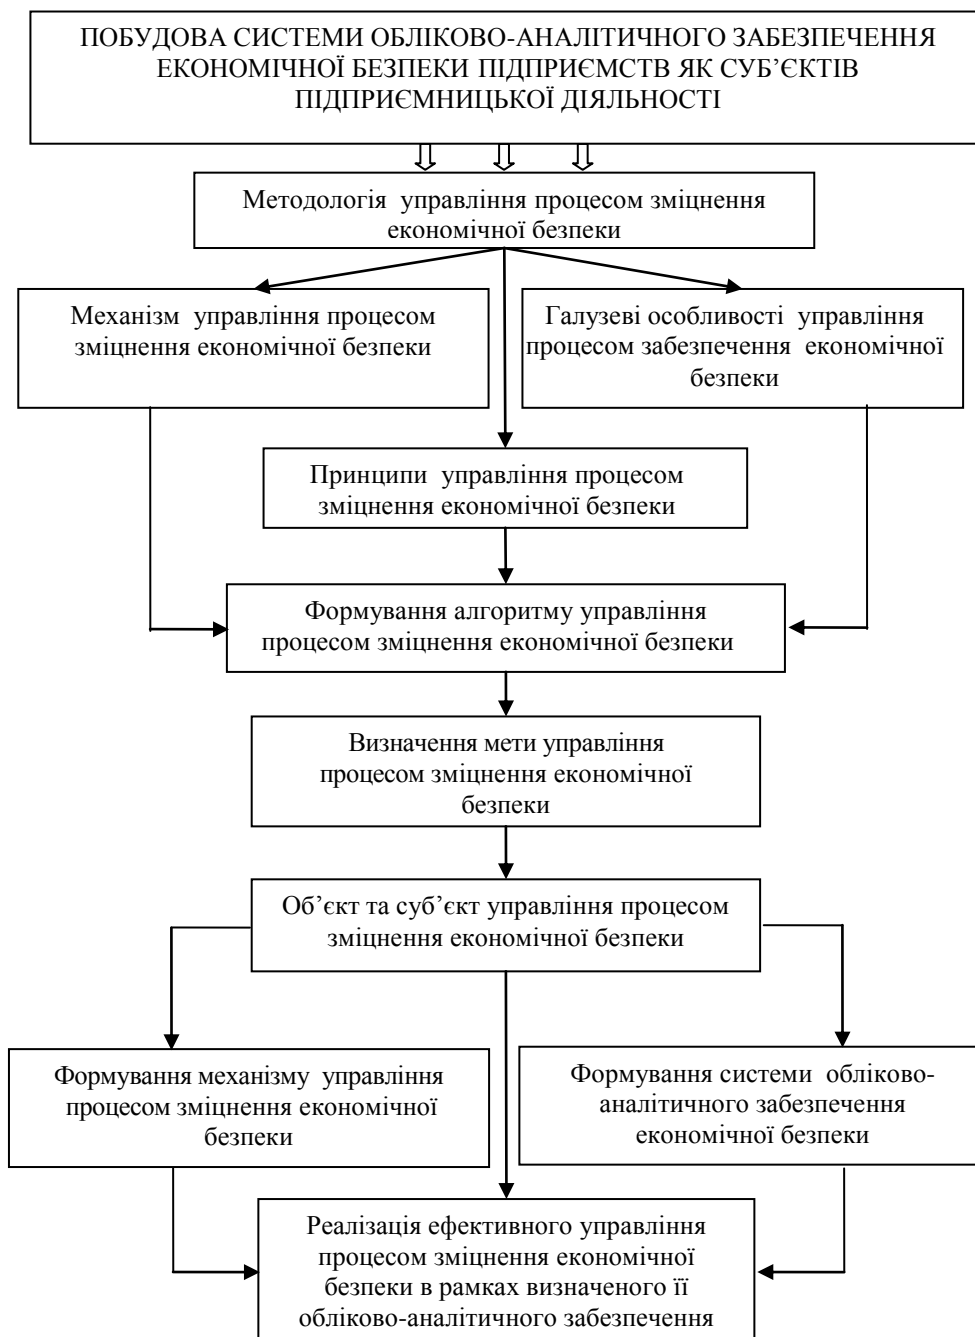 ПОБУДОВА СИСТЕМИ ОБЛІКОВО-АНАЛІТИЧНОГО ЗАБЕЗПЕЧЕННЯ
ЕКОНОМІЧНОЇ БЕЗПЕКИ ПІДПРИЄМСТВ ЯК СУБ’ЄКТІВ
ПІДПРИЄМНИЦЬКОЇ ДІЯЛЬНОСТІ
Методологія управління процесом зміцнення
економічної безпеки
Механізм управління процесом
зміцнення економічної безпеки
Галузеві особливості управління
процесом забезпечення економічної
безпеки
Принципи управління процесом
зміцнення економічної безпеки
Формування алгоритму управління
процесом зміцнення економічної безпеки
Визначення мети управління
процесом зміцнення економічної
безпеки
Об’єкт та суб’єкт управління процесом
зміцнення економічної безпеки
Формування механізму управління
процесом зміцнення економічної
безпеки
Формування системи обліково-
аналітичного забезпечення
економічної безпеки
Реалізація ефективного управління
процесом зміцнення економічної
безпеки в рамках визначеного її
обліково-аналітичного забезпечення